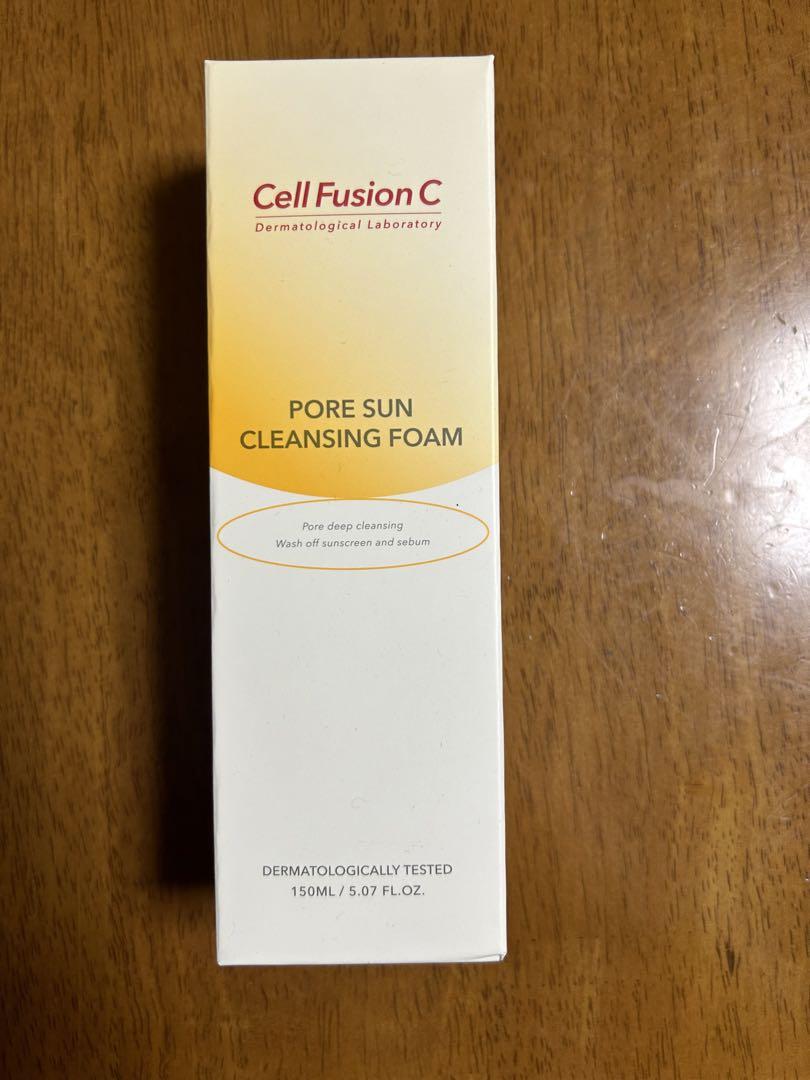 Cell Fusion C
Dermatological Laboratory
PORE SUN
CLEANSING FOAM
Pore deep cleansing
Wash off sunscreen and sebum
DERMATOLOGICALLY TESTED
150ML / 5.07 FL.OZ.